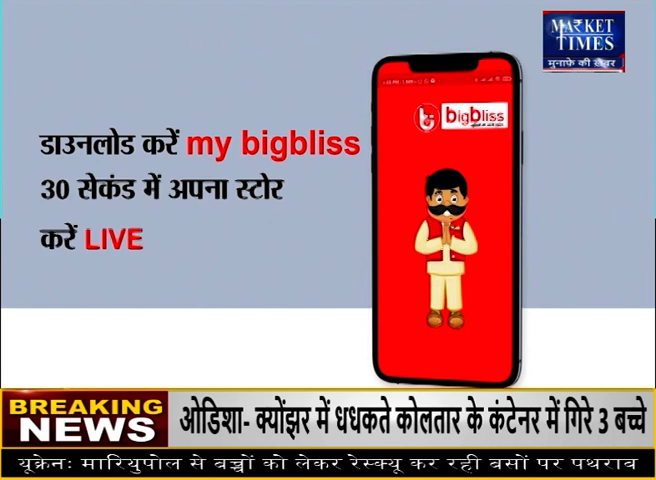 MARKET
TIMES
मुनाफे की खबर
bigbliss
डाउनलोड करें my bigbliss
30 सेकंड में अपना स्टोर
करें LIVE
BREAKING
NEWS
ओडिशा- क्योंझर में धधकते कोलतार के कंटेनर में गिरे 3 बच्चे
यूक्रेनः मारियुपोल से बच्चों को लेकर रेस्क्यू कर रही बसों पर पथराब